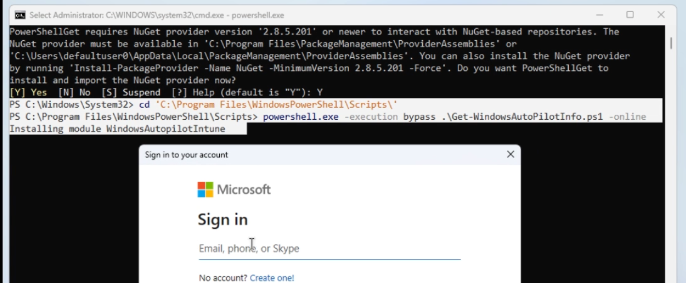 Select Administrator: C:\WINDOWS\system32\cmd.exe - powershell.exe
PowerShellGet requires NuGet provider version '2.8.5.201' or newer to interact with NuGet-based repositories. The
NuGet provider must be available in 'C:\Program Files\PackageManagement\ProviderAssemblies' or
'C:\Users\defaultuser0\AppData\Local\PackageManagement\ProviderAssemblies'. You can also install the NuGet provider
by running 'Install-PackageProvider -Name NuGet -MinimumVersion 2.8.5.201 -Force'. Do you want PowerShellGet to
install and import the NuGet provider now?
[Y] Yes  [N] No  [S] Suspend  [?] Help (default is "Y"): Y
PS C:\Windows\System32> cd 'C:\Program Files\WindowsPowerShell\Scripts\'
PS C:\Program Files\WindowsPowerShell\Scripts> powershell.exe -execution bypass .\Get-WindowsAutoPilotInfo.ps1 -online
Installing module WindowsAutopilotIntune
Sign in to your account
Microsoft
Sign in
Email, phone, or Skype
No account? Create one!